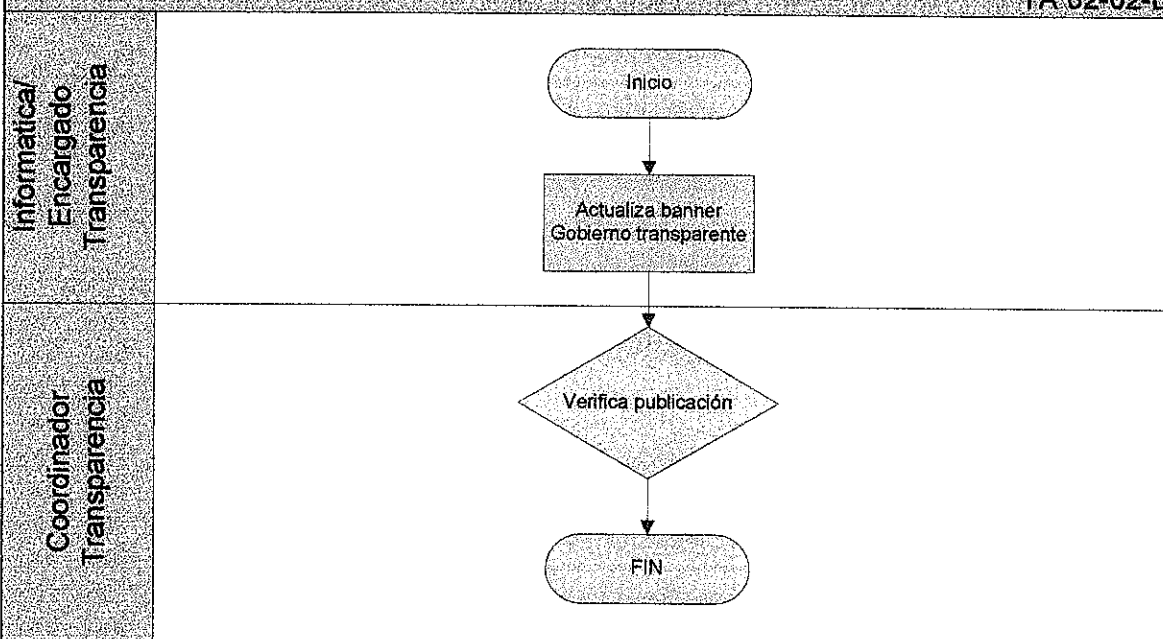 Informatica/
Encargado
Transparencia
Inicio
Actualiza banner
Gobierno transparente
Coordinador
Transparencia
Verifica publicación
FIN